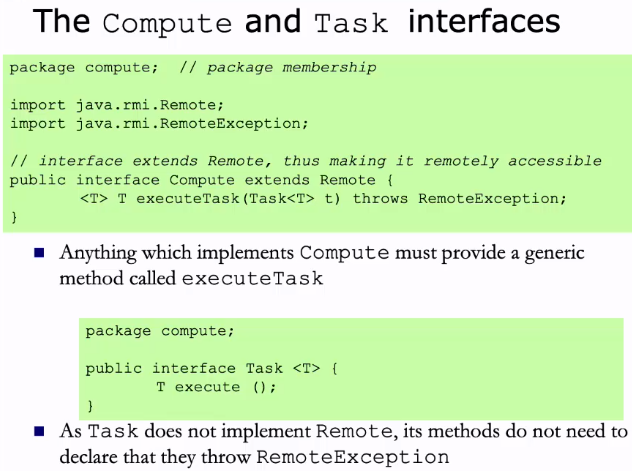 The Compute and Task interfaces
package compute;  // package membership
import java.rmi.Remote;
import java.rmi.RemoteException;
// interface extends Remote, thus making it remotely accessible
public interface Compute extends Remote {
<T> T executeTask(Task<T> t) throws RemoteException;
}
Anything which implements Compute must provide a generic
method called executeTask
package compute;
public interface Task <T> {
T execute ();
}
As Task does not implement Remote, its methods do not need to
declare that they throw RemoteException